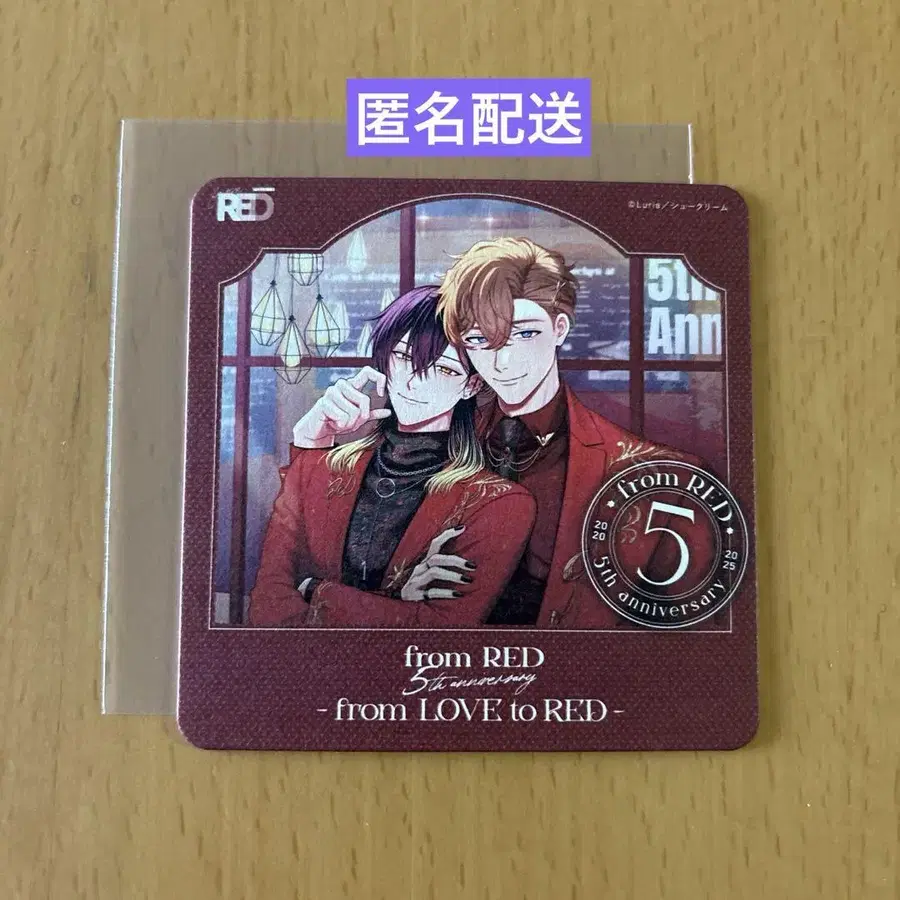 匿名配送
RED
©Luria/シュークリーム
5th
Ann
from RED
5
2020
2025
5th anniversary
from RED
5th anniversary
- from LOVE to RED -